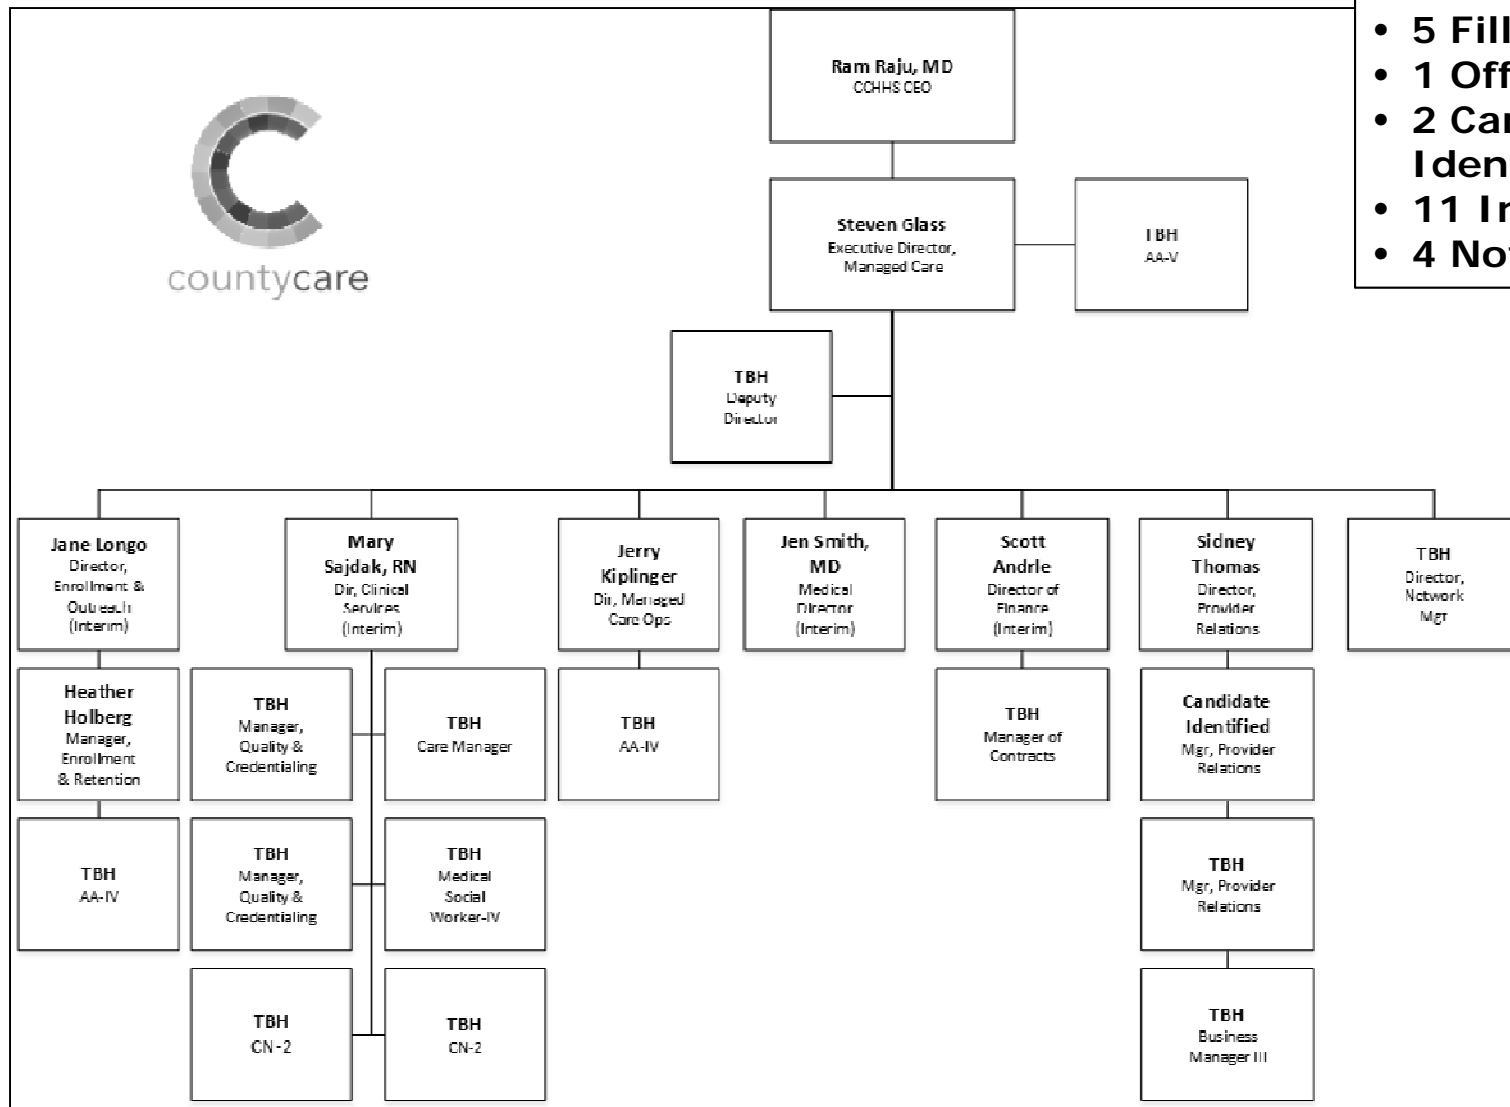 • 5 Fill
• 1 Off
• 2 Car
Iden
• 11 Ir
• 4 Not
countycare
Ram Raju, MD
CCHHS CEO
Steven Glass
Executive Director,
Managed Care
TBH
AA-V
TBH
Deputy
Director
Jane Longo
Director,
Enrollment &
Outreach
(Interim)
Mary
Sajdak, RN
Dir, Clinical
Services
(Interim)
Jerry
Kiplinger
Dir, Managed
Care Ops
Jen Smith,
MD
Medical
Director
(Interim)
Scott
Andrle
Director of
Finance
(Interim)
Sidney
Thomas
Director,
Provider
Relations
TBH
Director,
Network
Mgt
Heather
Holberg
Manager,
Enrollment
& Retention
TBH
Manager,
Quality &
Credentialing
TBH
Care Manager
TBH
AA-IV
TBH
Manager of
Contracts
Candidate
Identified
Mgr, Provider
Relations
TBH
AA-IV
TBH
Manager,
Quality &
Credentialing
TBH
Medical
Social
Worker-IV
TBH
Mgr, Provider
Relations
TBH
CN-2
TBH
CN-2
TBH
Business
Manager III